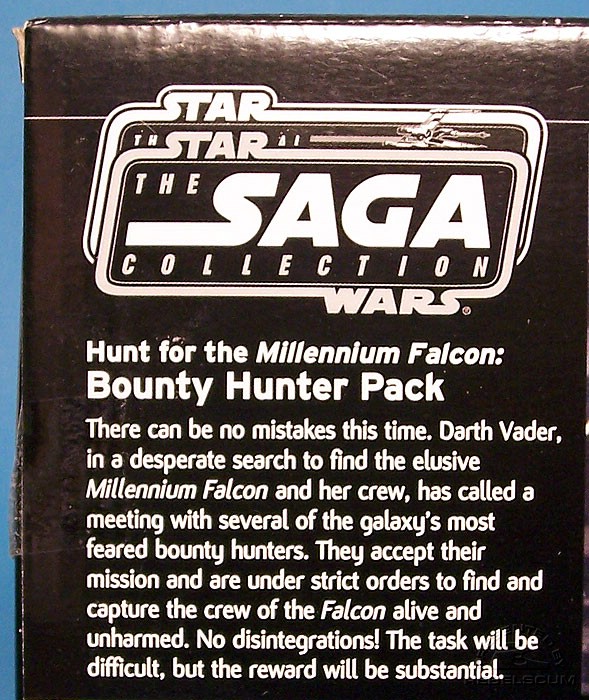 STAR
STAR
THE
SAGA
COLLECTION
WARS®
Hunt for the Millennium Falcon:
Bounty Hunter Pack
There can be no mistakes this time. Darth Vader,
in a desperate search to find the elusive
Millennium Falcon and her crew, has called a
meeting with several of the galaxy's most
feared bounty hunters. They accept their
mission and are under strict orders to find and
capture the crew of the Falcon alive and
unharmed. No disintegrations! The task will be
difficult, but the reward will be substantial.
REBELSCUM